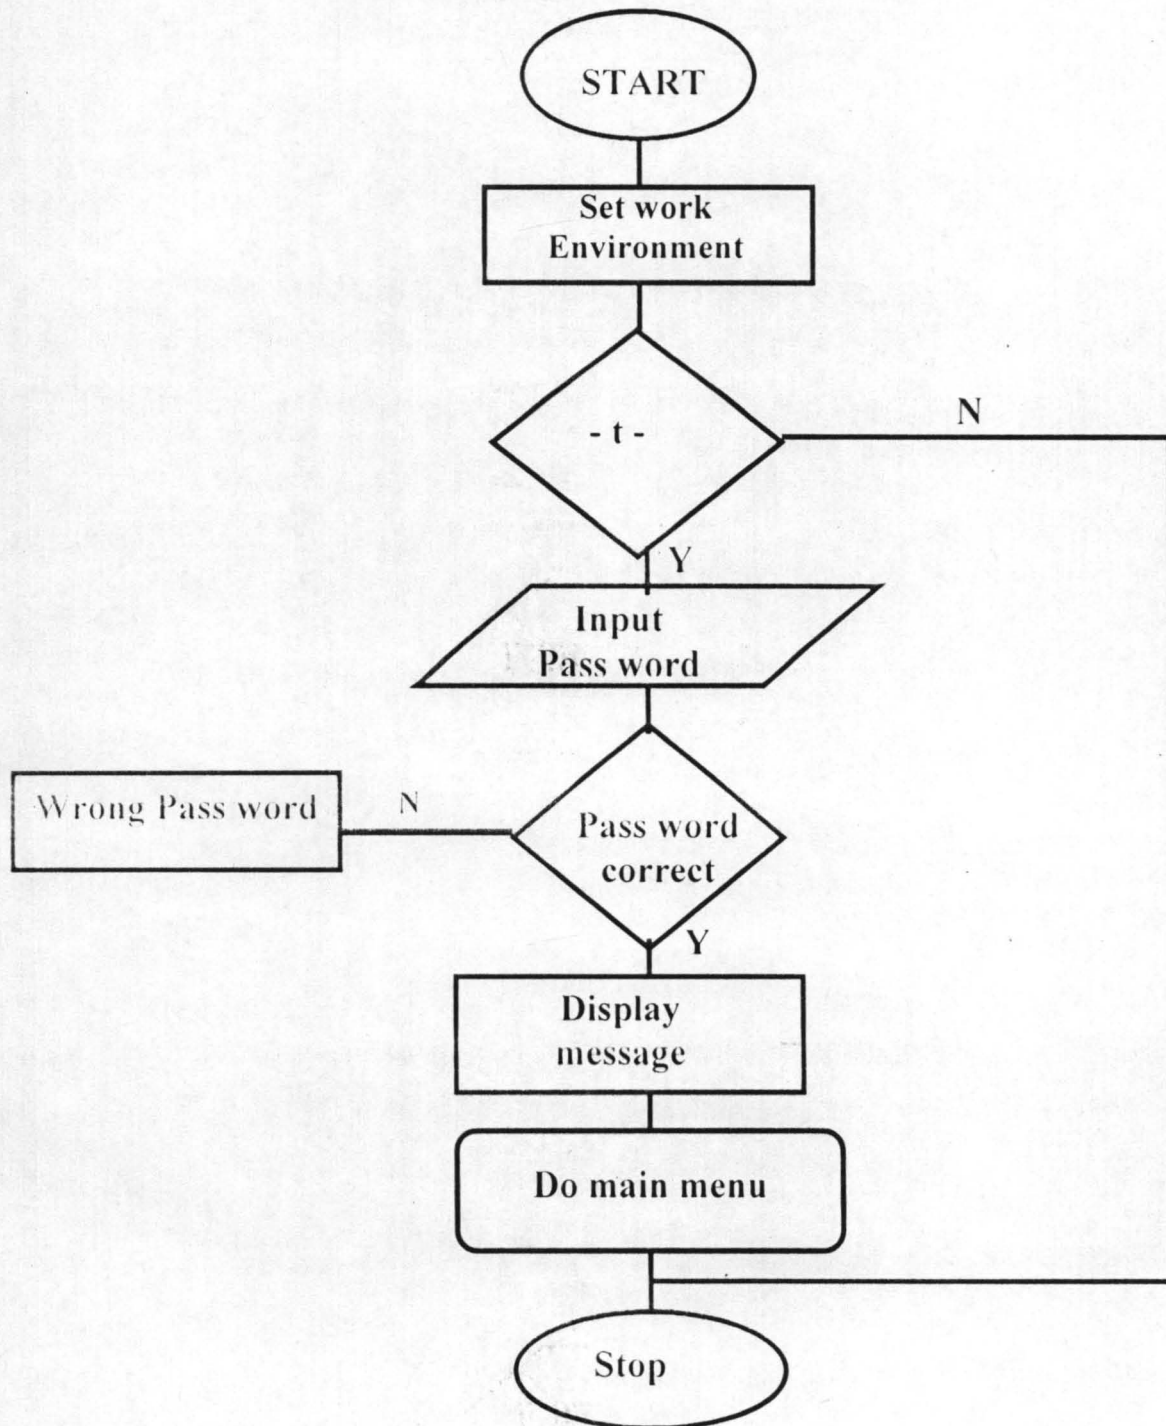 START
Set work
Environment
- t -
N
Y
Input
Pass word
Wrong Pass word
N
Pass word
correct
Y
Display
message
Do main menu
Stop